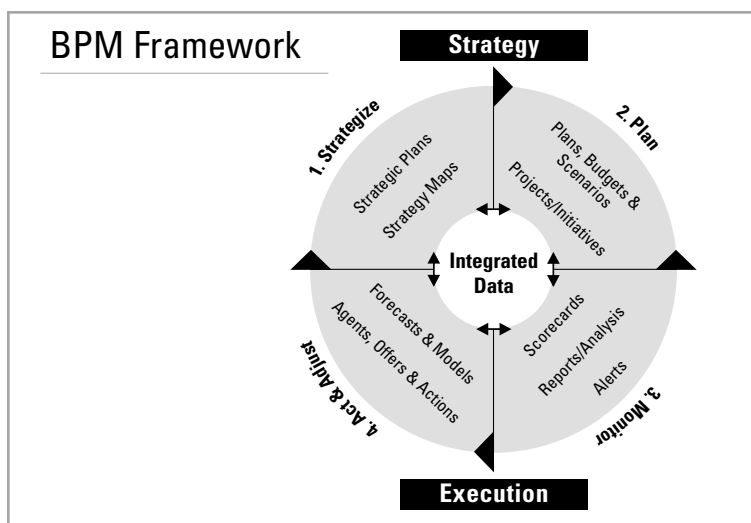 BPM Framework
Strategy
1. Strategize
Strategic Plans
Strategy Maps
2. Plan
Plans, Budgets &
Scenarios
Projects/Initiatives
Integrated
Data
Scorecards
Reports/Analysis
Alerts
3. Monitor
Forecasts & Models
Agents, Offers & Actions
4. Act & Adjust
Execution